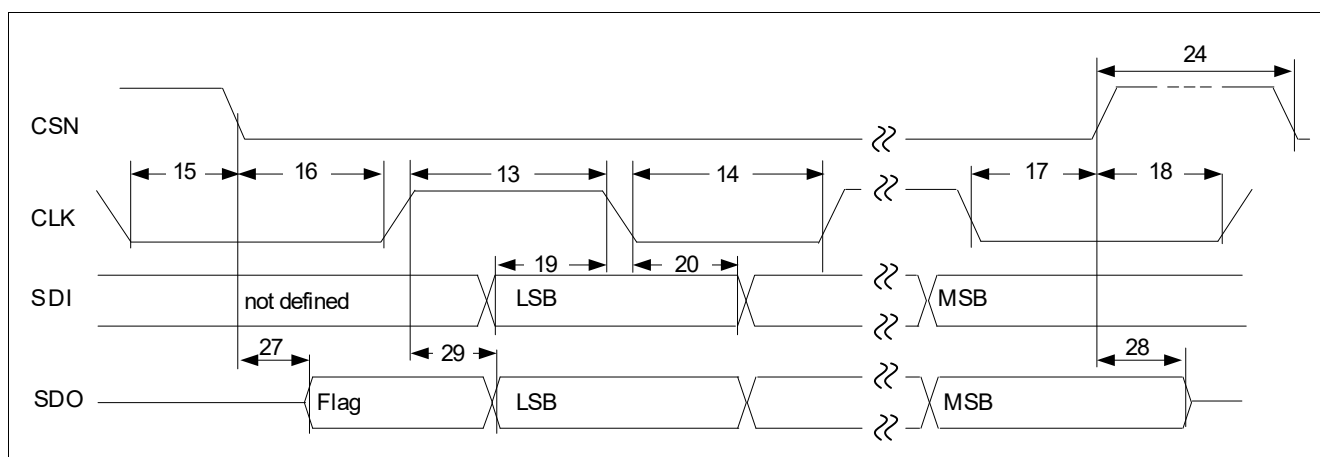 24
CSN
15 16 13 14 17 18
CLK
19 20
SDI not defined LSB MSB
27 29 28
SDO Flag LSB MSB